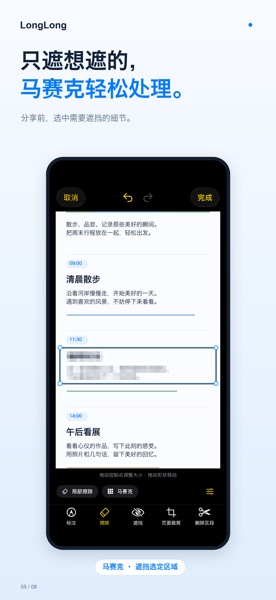 LongLong
只遮想遮的，
马赛克轻松处理。
分享前，选中需要遮挡的细节。
取消
完成
散步、品尝、记录那些美好的瞬间。
把周末行程放在一起，轻松出发。
09:00
清晨散步
沿着河岸慢慢走，开始美好的一天。
遇到喜欢的风景，不妨停下来看看。
11:30
14:00
午后看展
看看心仪的作品，写下此刻的感受。
用照片和几句话，留下美好的回忆。
拖动控制点调整大小 · 拖动形状移动
局部擦除
马赛克
标注
擦除
遮挡
页面裁剪
删除区段
马赛克 · 遮挡选定区域
05 / 09